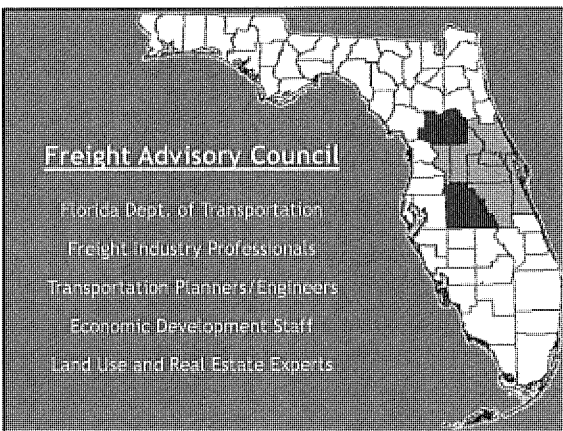 Freight Advisory Council
Florida Dept. of Transportation
Freight Industry Professionals
Transportation Planners/Engineers
Economic Development Staff
Land Use and Real Estate Experts